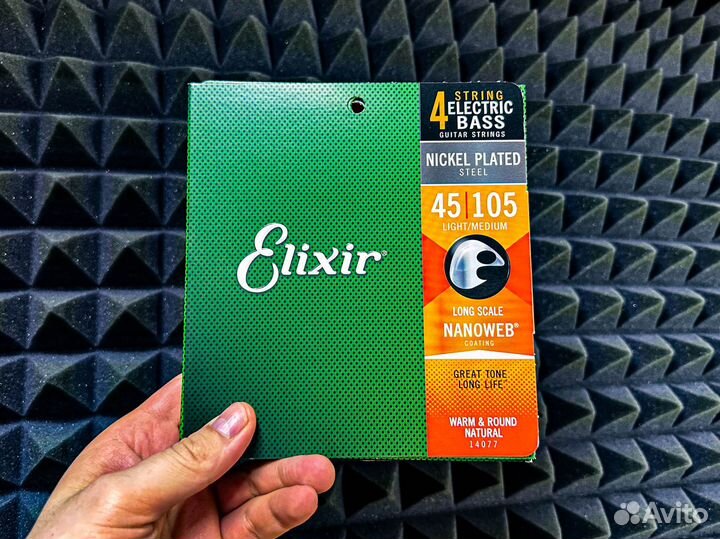 4 STRING
ELECTRIC
BASS
GUITAR STRINGS
NICKEL PLATED
STEEL
45|105
LIGHT/MEDIUM
Elixir®
LONG SCALE
NANOWEB®
COATING
GREAT TONE
LONG LIFE™
WARM & ROUND
NATURAL
14077
Avito